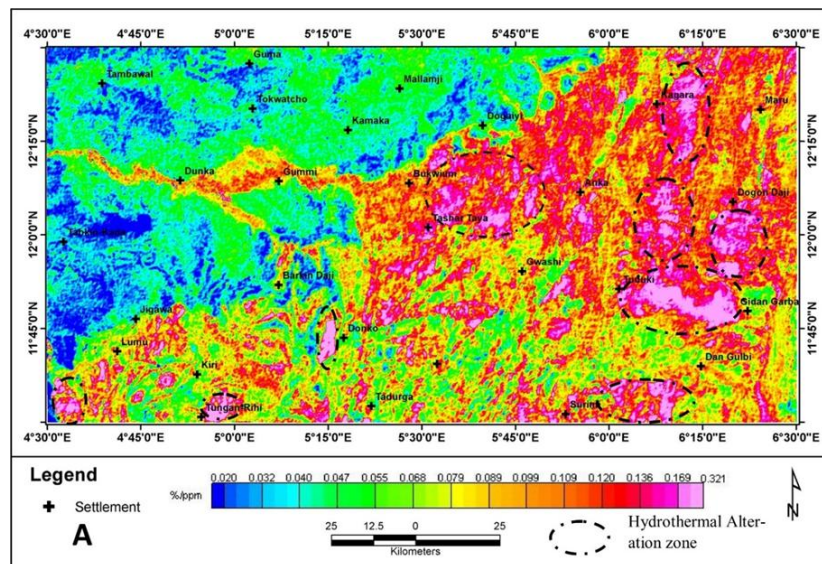 4°30'0"E 4°45'0"E 5°0'0"E 5°15'0"E 5°30'0"E 5°45'0"E 6°0'0"E 6°15'0"E 6°30'0"E
Guma
Tambawal
Mallamji
Kagara
Tokwatcho
Maru
Kamaka
Doguiyi
12°15'0"N 12°15'0"N
Dunka
Gummi
Bukwium
Anka
Dogon Daji
Tashar Taya
12°0'0"N 12°0'0"N
Gwashi
Barien Daji
Gidan Garba
Jigawa
11°45'0"N 11°45'0"N
Donko
Lumu
Dan Gulbi
Kiri
Tadurga
Tungan Rihi
4°30'0"E 4°45'0"E 5°0'0"E 5°15'0"E 5°30'0"E 5°45'0"E 6°0'0"E 6°15'0"E 6°30'0"E
Legend
Settlement
A
0.020 0.032 0.040 0.047 0.055 0.068 0.079 0.089 0.099 0.109 0.120 0.136 0.169 0.321
%/ppm
25 12.5 0 25
Kilometers
N
Hydrothermal Alter-
ation zone